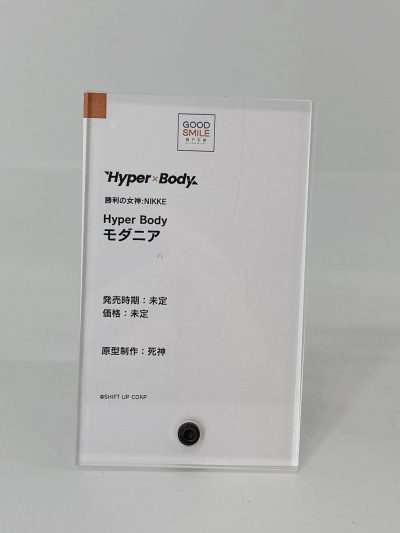 GOOD
SMILE
Hyper×Body
勝利の女神:NIKKE
Hyper Body
モダニア
発売時期：未定
価格：未定
原型制作：死神
©SHIFT UP CORP